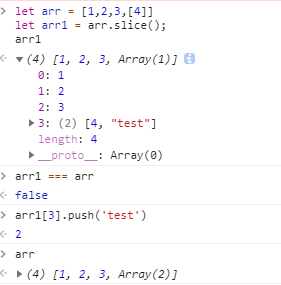 let arr = [1,2,3,[4]]
let arr1 = arr.slice();
arr1
(4) [1, 2, 3, Array(1)] i
0: 1
1: 2
2: 3
3: (2) [4, "test"]
length: 4
__proto__: Array(0)
arr1 === arr
false
arr1[3].push('test')
2
arr
(4) [1, 2, 3, Array(2)]